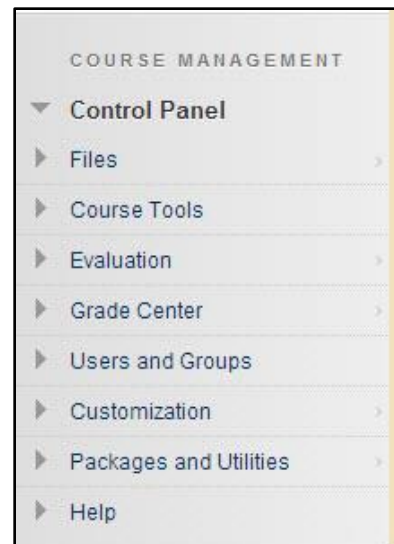 COURSE MANAGEMENT
Control Panel
Files
Course Tools
Evaluation
Grade Center
Users and Groups
Customization
Packages and Utilities
Help